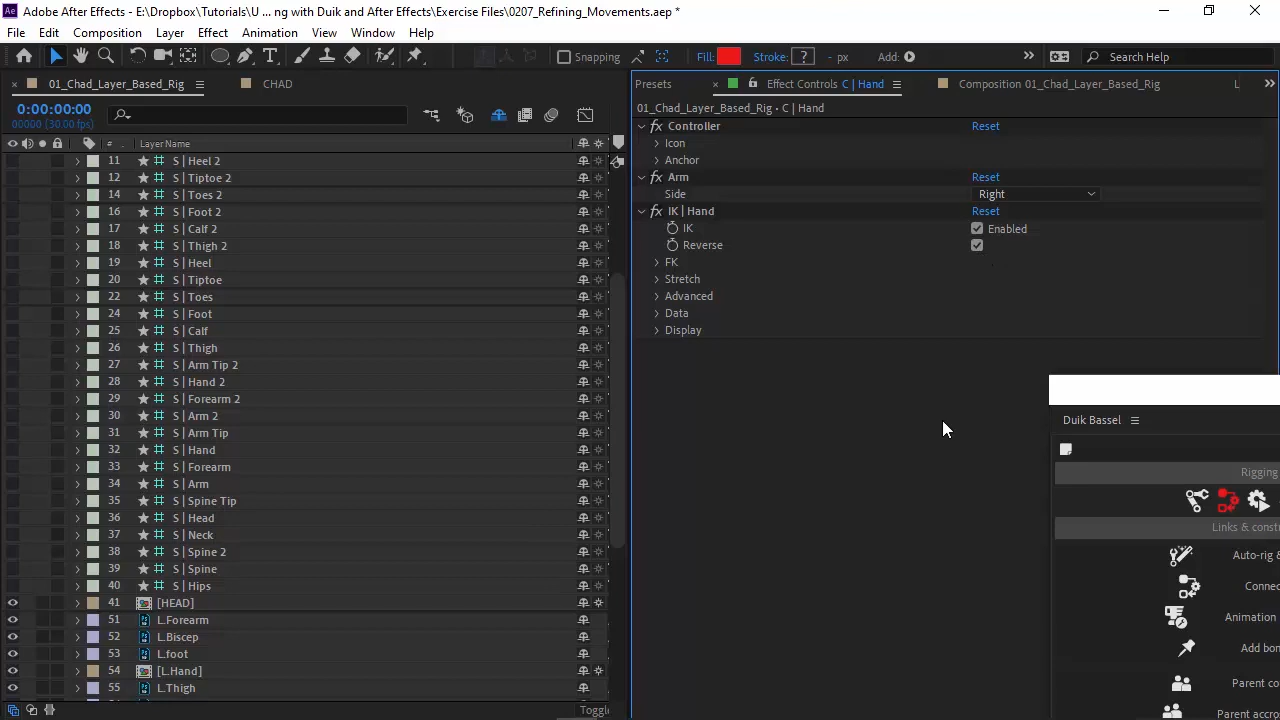 Ae Adobe After Effects - E:\Dropbox\Tutorials\U ... ng with Duik and After Effects\Exercise Files\0207_Refining_Movements.aep *
File Edit Composition Layer Effect Animation View Window Help
Snapping Fill: Stroke: ? - px Add: Search Help
01_Chad_Layer_Based_Rig CHAD Presets Effect Controls C | Hand Composition 01_Chad_Layer_Based_Rig L
0:00:00:00
00000 (30.00 fps)
01_Chad_Layer_Based_Rig • C | Hand
# Layer Name
11 S | Heel 2
12 S | Tiptoe 2
14 S | Toes 2
16 S | Foot 2
17 S | Calf 2
18 S | Thigh 2
19 S | Heel
20 S | Tiptoe
22 S | Toes
24 S | Foot
25 S | Calf
26 S | Thigh
27 S | Arm Tip 2
28 S | Hand 2
29 S | Forearm 2
30 S | Arm 2
31 S | Arm Tip
32 S | Hand
33 S | Forearm
34 S | Arm
35 S | Spine Tip
36 S | Head
37 S | Neck
38 S | Spine 2
39 S | Spine
40 S | Hips
41 [HEAD]
51 L.Forearm
52 L.Biscep
53 L.foot
54 [L.Hand]
55 L.Thigh
Toggl
fx Controller Reset
Icon
Anchor
fx Arm Reset
Side Right
fx IK | Hand Reset
IK Enabled
Reverse
FK
Stretch
Advanced
Data
Display
Duik Bassel
Rigging
Links & const
Auto-rig &
Connec
Animation
Add bon
Parent co
Parent acro